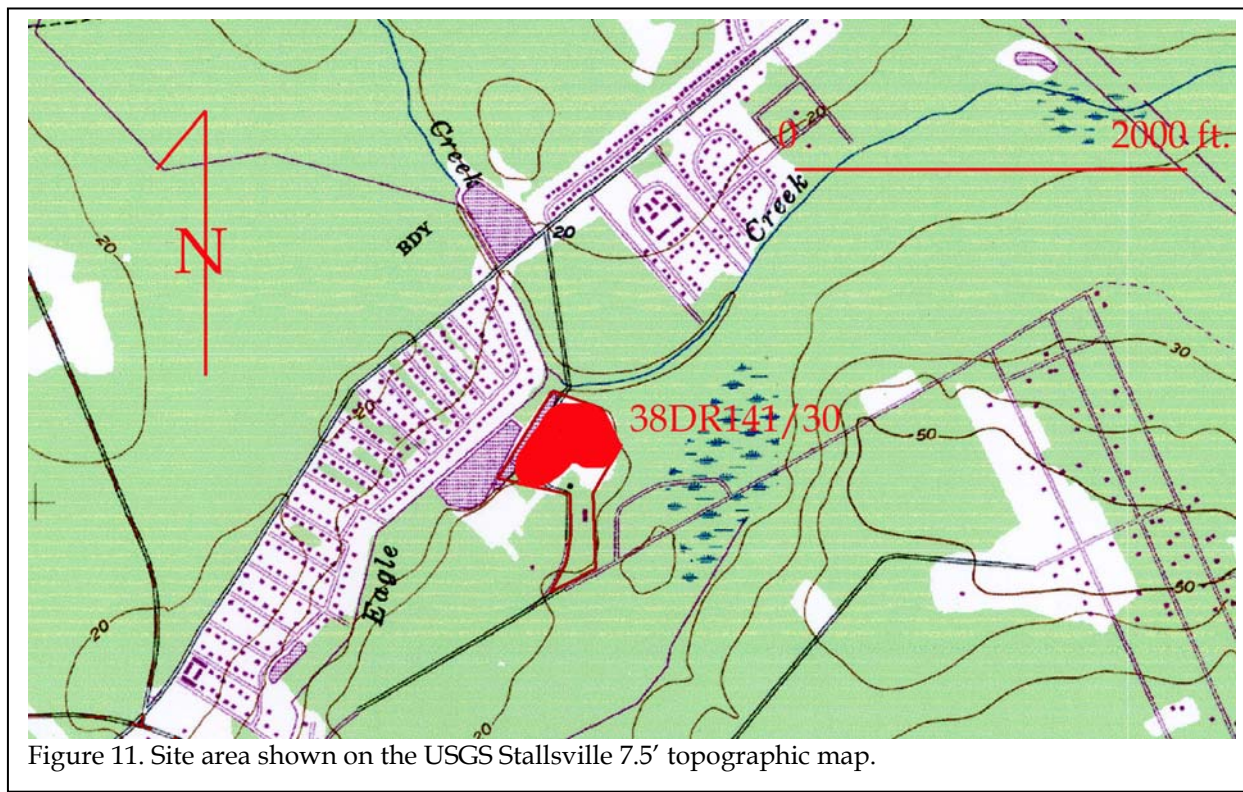 Creek
20
0
2000 ft.
20
BDY
20
Creek
N
30
20
38DR141/30
50
Eagle
50
20
20
Figure 11. Site area shown on the USGS Stallsville 7.5′ topographic map.